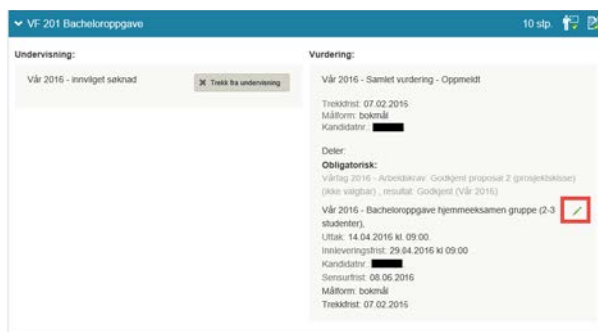 VF 201 Bacheloroppgave
10 stp.
Undervisning:
Vår 2016 - innvilget søknad
Trekk fra undervisning
Vurdering:
Vår 2016 - Samlet vurdering - Oppmeldt
Trekkfrist: 07.02.2016
Målform: bokmål
Kandidatnr.:
Deler:
Obligatorisk:
Vårfag 2016 - Arbeidskrav: Godkjent proposal 2 (prosjektskisse)
(ikke valgbar) , resultat: Godkjent (Vår 2016)
Vår 2016 - Bacheloroppgave hjemmeeksamen gruppe (2-3
studenter),
Uttak: 14.04.2016 kl. 09:00.
Innleveringsfrist: 29.04.2016 kl 09:00
Kandidatnr.:
Sensurfrist: 08.06.2016
Målform: bokmål
Trekkfrist: 07.02.2016